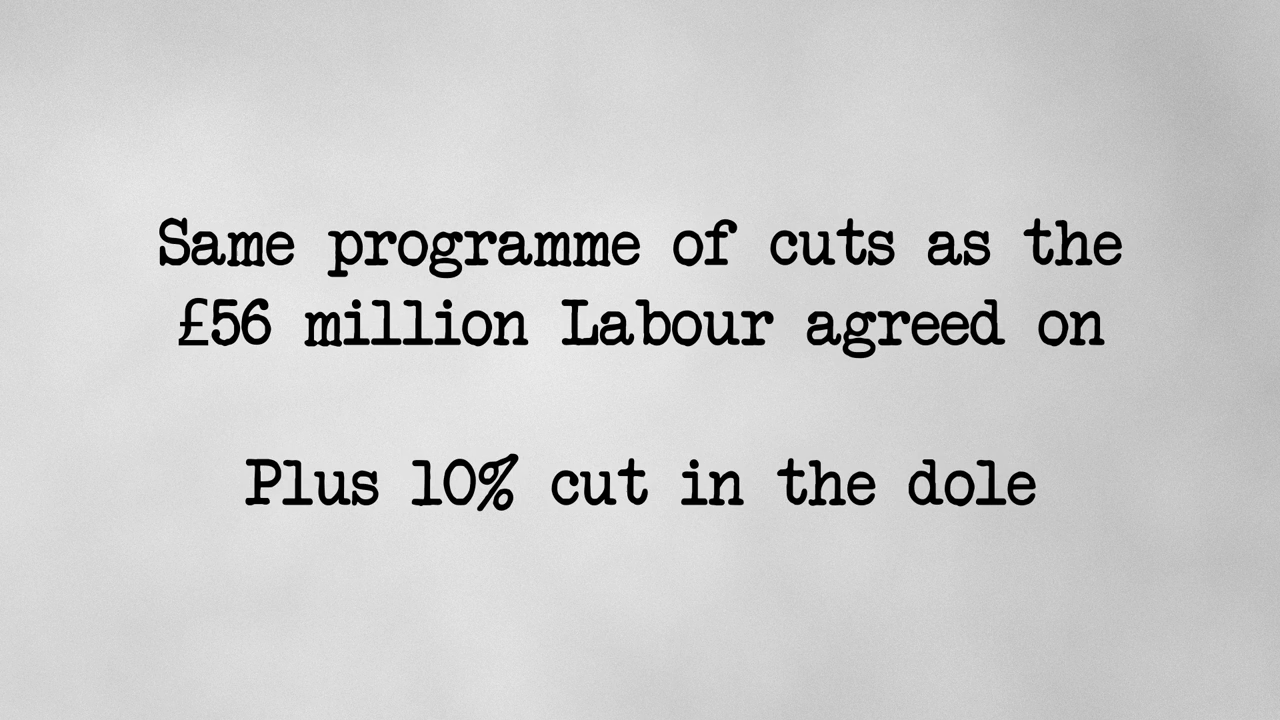 Same programme of cuts as the
£56 million Labour agreed on
Plus 10% cut in the dole